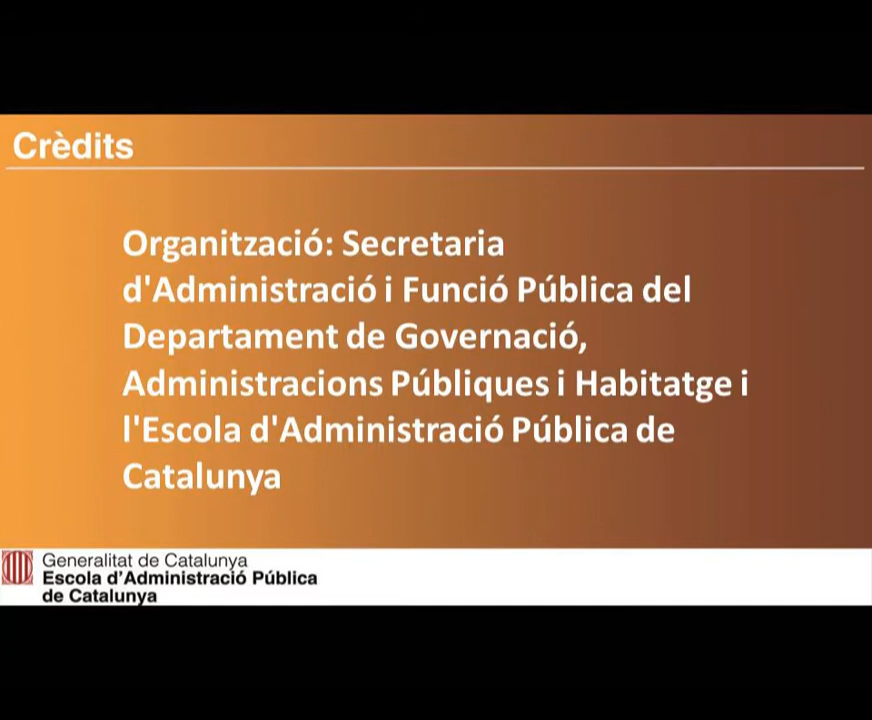 Crèdits
Organització: Secretaria
d'Administració i Funció Pública del
Departament de Governació,
Administracions Públiques i Habitatge i
l'Escola d'Administració Pública de
Catalunya
Generalitat de Catalunya
Escola d'Administració Pública
de Catalunya